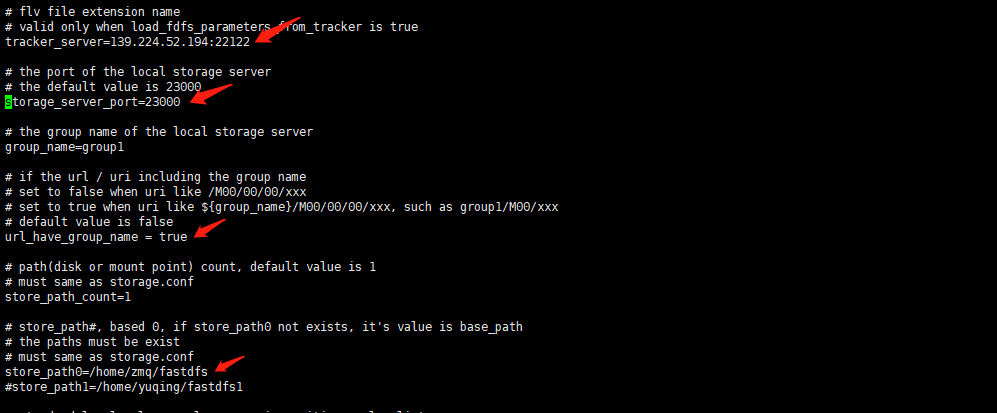 # flv file extension name
# valid only when load_fdfs_parameters_from_tracker is true
tracker_server=139.224.52.194:22122
# the port of the local storage server
# the default value is 23000
storage_server_port=23000
# the group name of the local storage server
group_name=group1
# if the url / uri including the group name
# set to false when uri like /M00/00/00/xxx
# set to true when uri like ${group_name}/M00/00/00/xxx, such as group1/M00/xxx
# default value is false
url_have_group_name = true
# path(disk or mount point) count, default value is 1
# must same as storage.conf
store_path_count=1
# store_path#, based 0, if store_path0 not exists, it's value is base_path
# the paths must be exist
# must same as storage.conf
store_path0=/home/zmq/fastdfs
#store_path1=/home/yuqing/fastdfs1